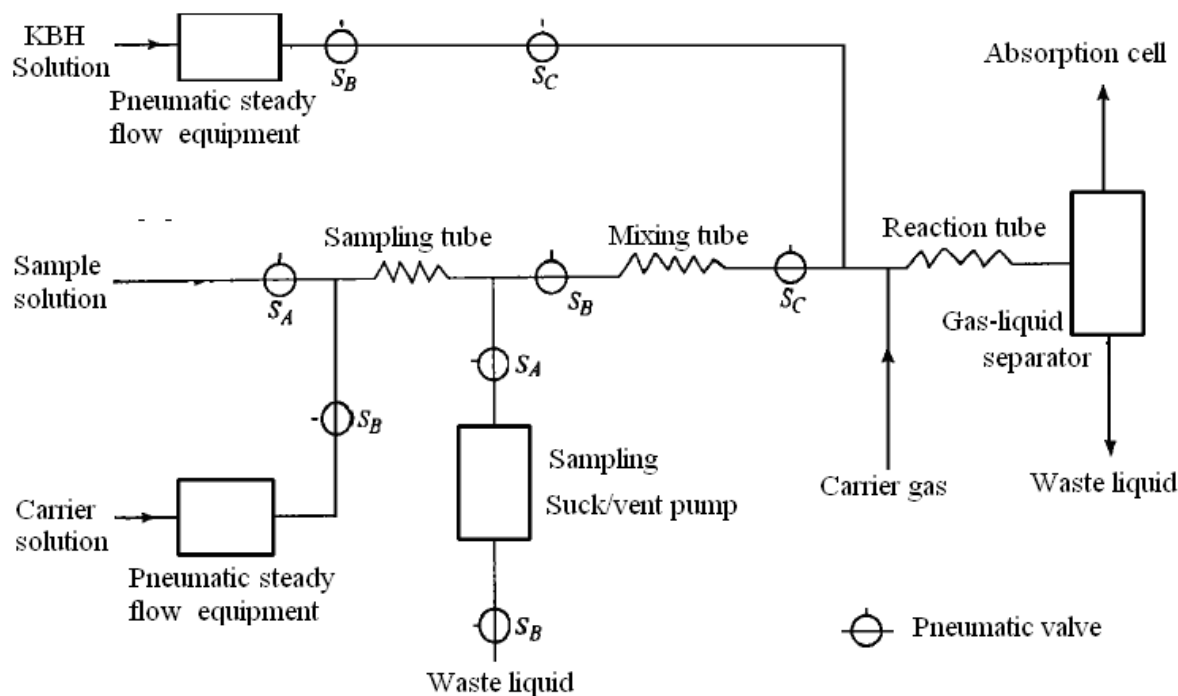 KBH
Solution
Pneumatic steady
flow equipment
S_B
S_C
Absorption cell
Sample
solution
S_A
Sampling tube
S_B
Mixing tube
S_C
Reaction tube
Gas-liquid
separator
S_A
S_B
Sampling
Suck/vent pump
Carrier gas
Waste liquid
Carrier
solution
Pneumatic steady
flow equipment
S_B
Waste liquid
Pneumatic valve